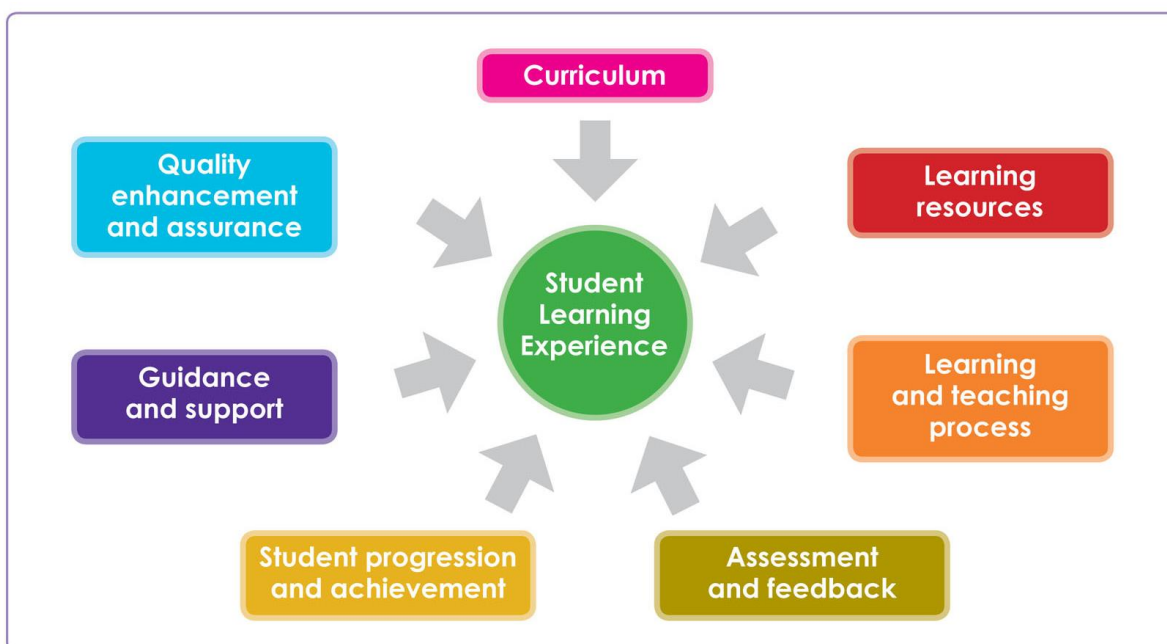 Curriculum
Quality
enhancement
and assurance
Learning
resources
Student
Learning
Experience
Guidance
and support
Learning
and teaching
process
Student progression
and achievement
Assessment
and feedback